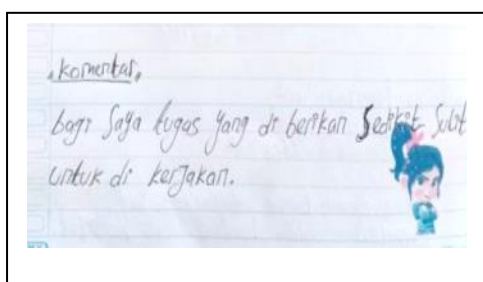 komentar,
bagi Saya tugas yang di berikan Sedikit Sulit
untuk di kerjakan.